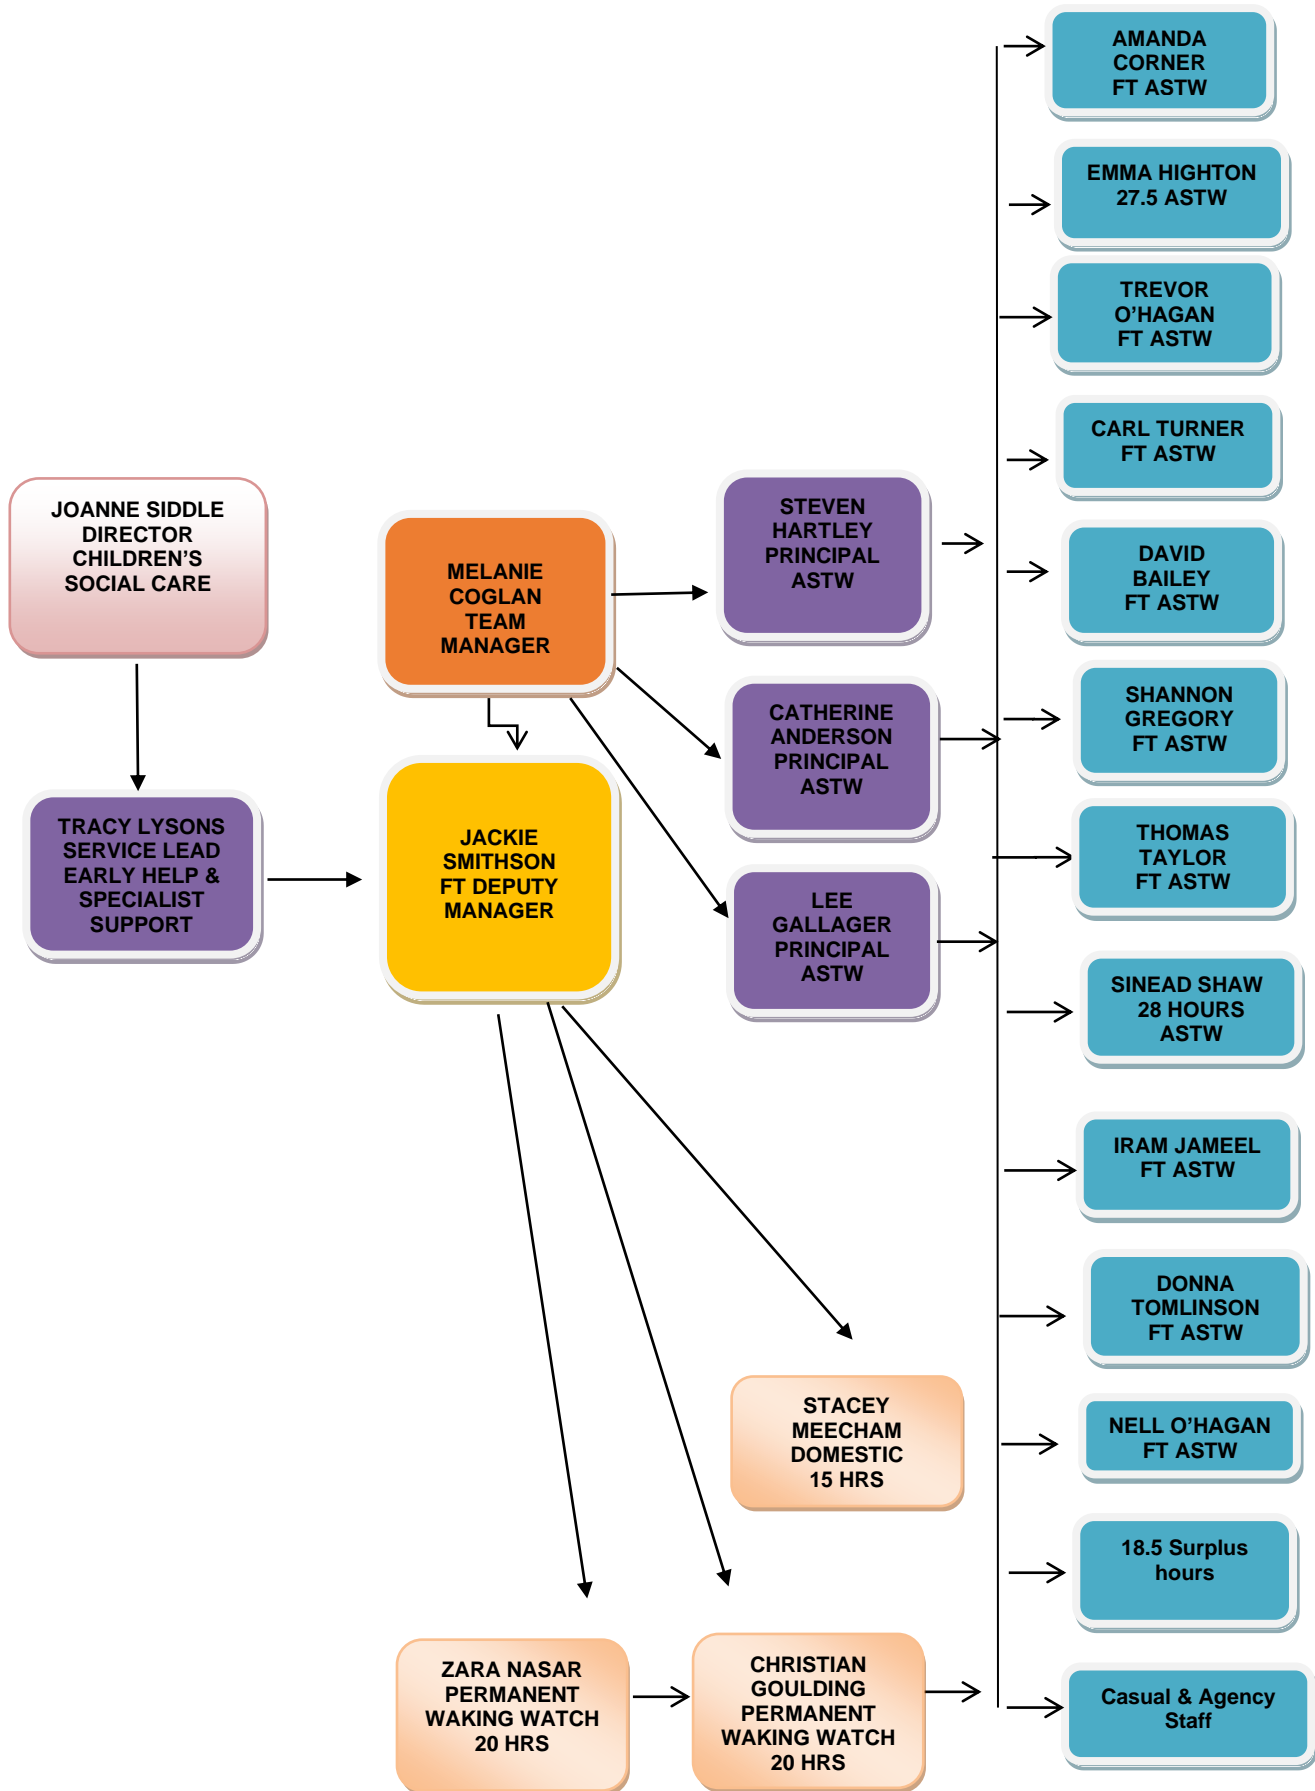 AMANDA
CORNER
FT ASTW
EMMA HIGHTON
27.5 ASTW
TREVOR
O’HAGAN
FT ASTW
CARL TURNER
FT ASTW
JOANNE SIDDLE
DIRECTOR
CHILDREN’S
SOCIAL CARE
MELANIE
COGLAN
TEAM
MANAGER
STEVEN
HARTLEY
PRINCIPAL
ASTW
DAVID
BAILEY
FT ASTW
CATHERINE
ANDERSON
PRINCIPAL
ASTW
SHANNON
GREGORY
FT ASTW
TRACY LYSONS
SERVICE LEAD
EARLY HELP &
SPECIALIST
SUPPORT
JACKIE
SMITHSON
FT DEPUTY
MANAGER
LEE
GALLAGER
PRINCIPAL
ASTW
THOMAS
TAYLOR
FT ASTW
SINEAD SHAW
28 HOURS
ASTW
IRAM JAMEEL
FT ASTW
DONNA
TOMLINSON
FT ASTW
STACEY
MEECHAM
DOMESTIC
15 HRS
NELL O’HAGAN
FT ASTW
18.5 Surplus
hours
ZARA NASAR
PERMANENT
WAKING WATCH
20 HRS
CHRISTIAN
GOULDING
PERMANENT
WAKING WATCH
20 HRS
Casual & Agency
Staff